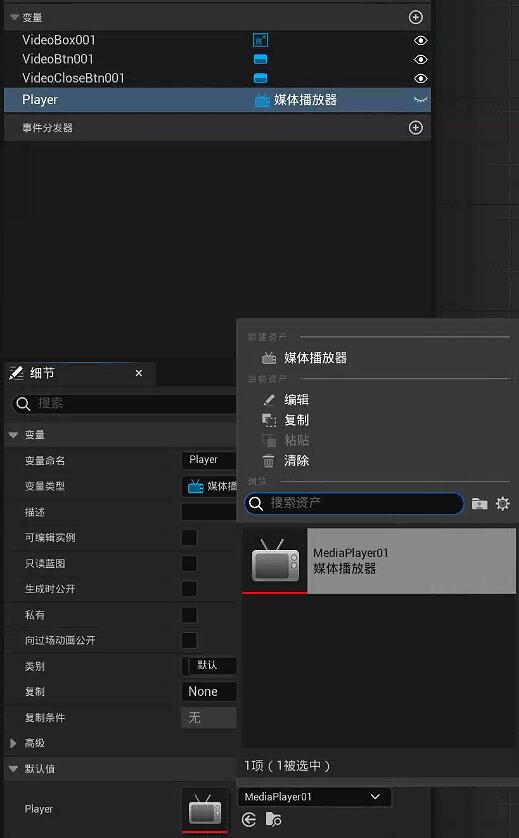 变量
VideoBox001
VideoBtn001
VideoCloseBtn001
Player 媒体播放器
事件分发器
新建资产
媒体播放器
当前资产
编辑
复制
粘贴
清除
浏览
搜索资产
MediaPlayer01
媒体播放器
1项（1被选中）
细节
搜索
变量
变量命名 Player
变量类型 媒体播
描述
可编辑实例
只读蓝图
生成时公开
私有
向过场动画公开
类别 默认
复制 None
复制条件 无
高级
默认值
Player MediaPlayer01